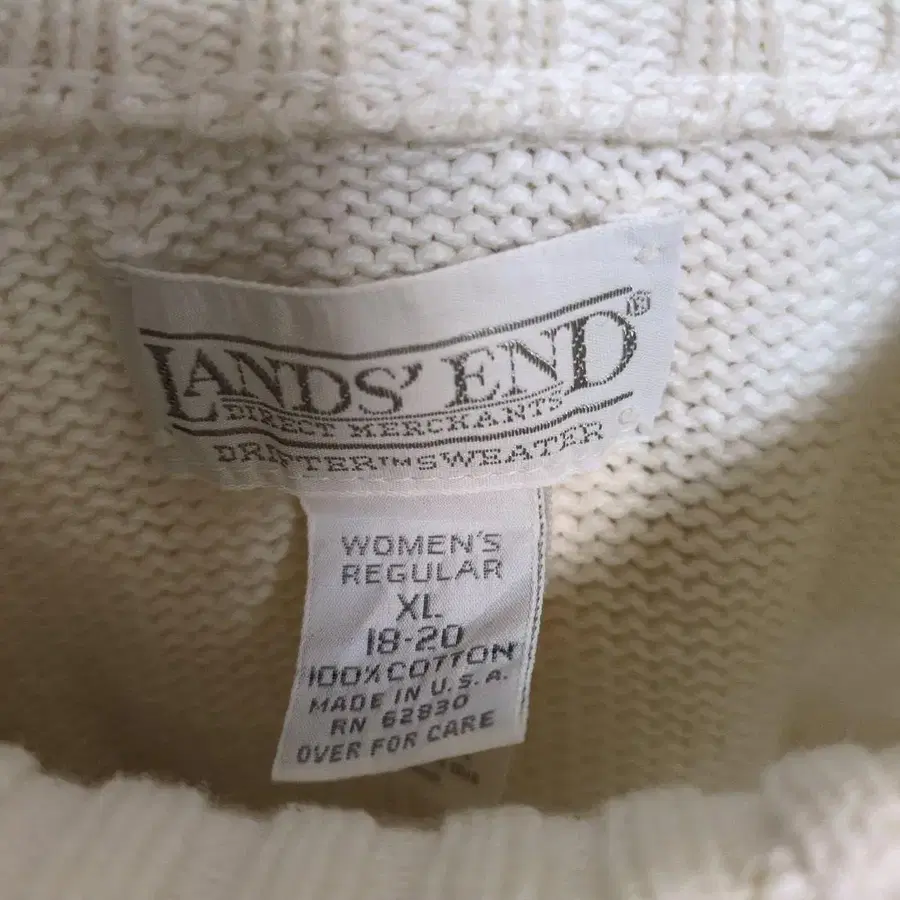 LANDS' END®
DIRECT MERCHANTS
DRIFTER™ SWEATER
WOMEN'S
REGULAR
XL
18-20
100% COTTON
MADE IN U.S.A.
RN 62830
OVER FOR CARE